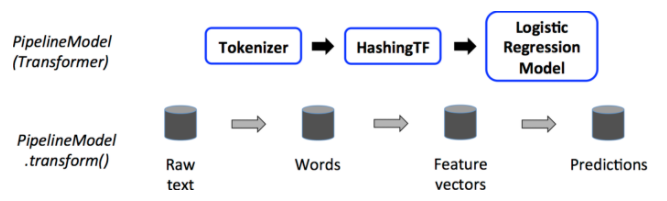 PipelineModel
(Transformer)
Tokenizer
HashingTF
Logistic
Regression
Model
PipelineModel
.transform()
Raw
text
Words
Feature
vectors
Predictions